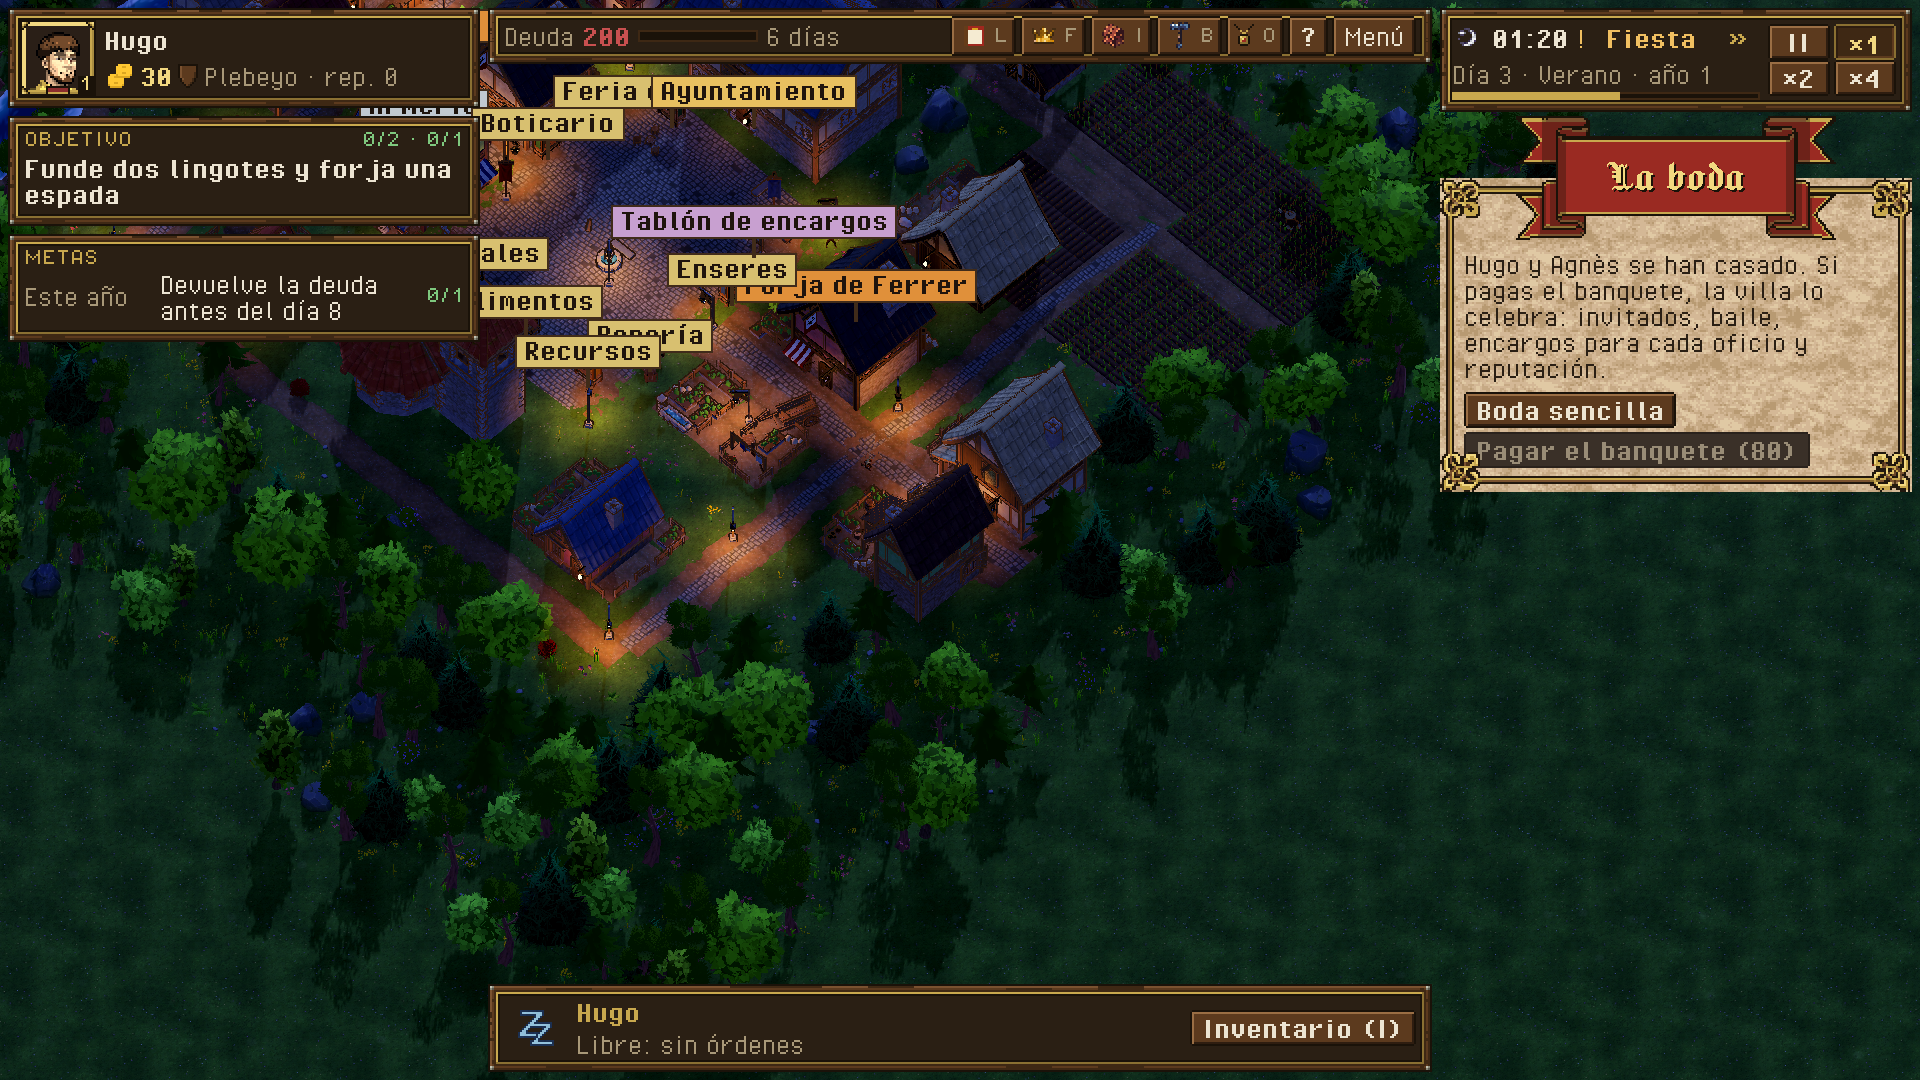 Hugo
30 Plebeyo · rep. 0
1
OBJETIVO 0/2 · 0/1
Funde dos lingotes y forja una
espada
METAS
Este año
Devuelve la deuda
antes del día 8
0/1
Deuda 200 6 días
L
F
I
B
O
?
Menú
01:20 ! Fiesta »
Día 3 · Verano · año 1
II
×1
×2
×4
Feria
Ayuntamiento
Boticario
Tablón de encargos
ales
Enseres
Forja de Ferrer
limentos
Recursos
La boda
Hugo y Agnès se han casado. Si
pagas el banquete, la villa lo
celebra: invitados, baile,
encargos para cada oficio y
reputación.
Boda sencilla
Pagar el banquete (80)
Hugo
Libre: sin órdenes
Inventario (I)